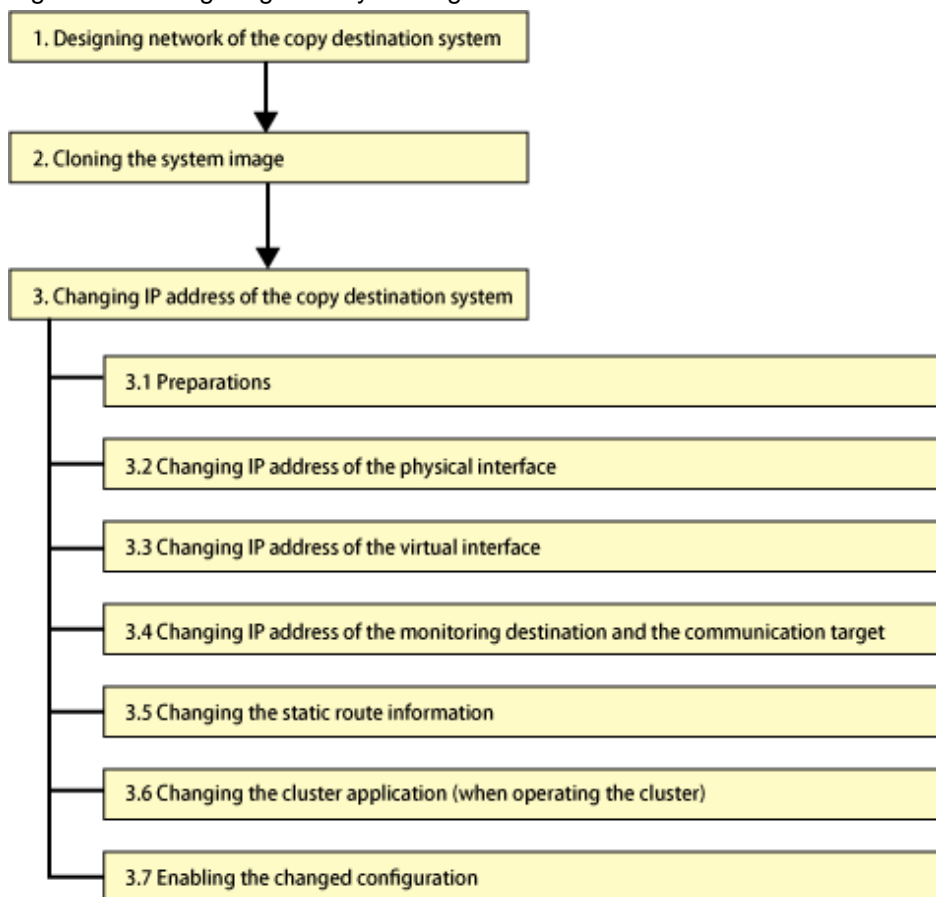 1. Designing network of the copy destination system
2. Cloning the system image
3. Changing IP address of the copy destination system
3.1 Preparations
3.2 Changing IP address of the physical interface
3.3 Changing IP address of the virtual interface
3.4 Changing IP address of the monitoring destination and the communication target
3.5 Changing the static route information
3.6 Changing the cluster application (when operating the cluster)
3.7 Enabling the changed configuration